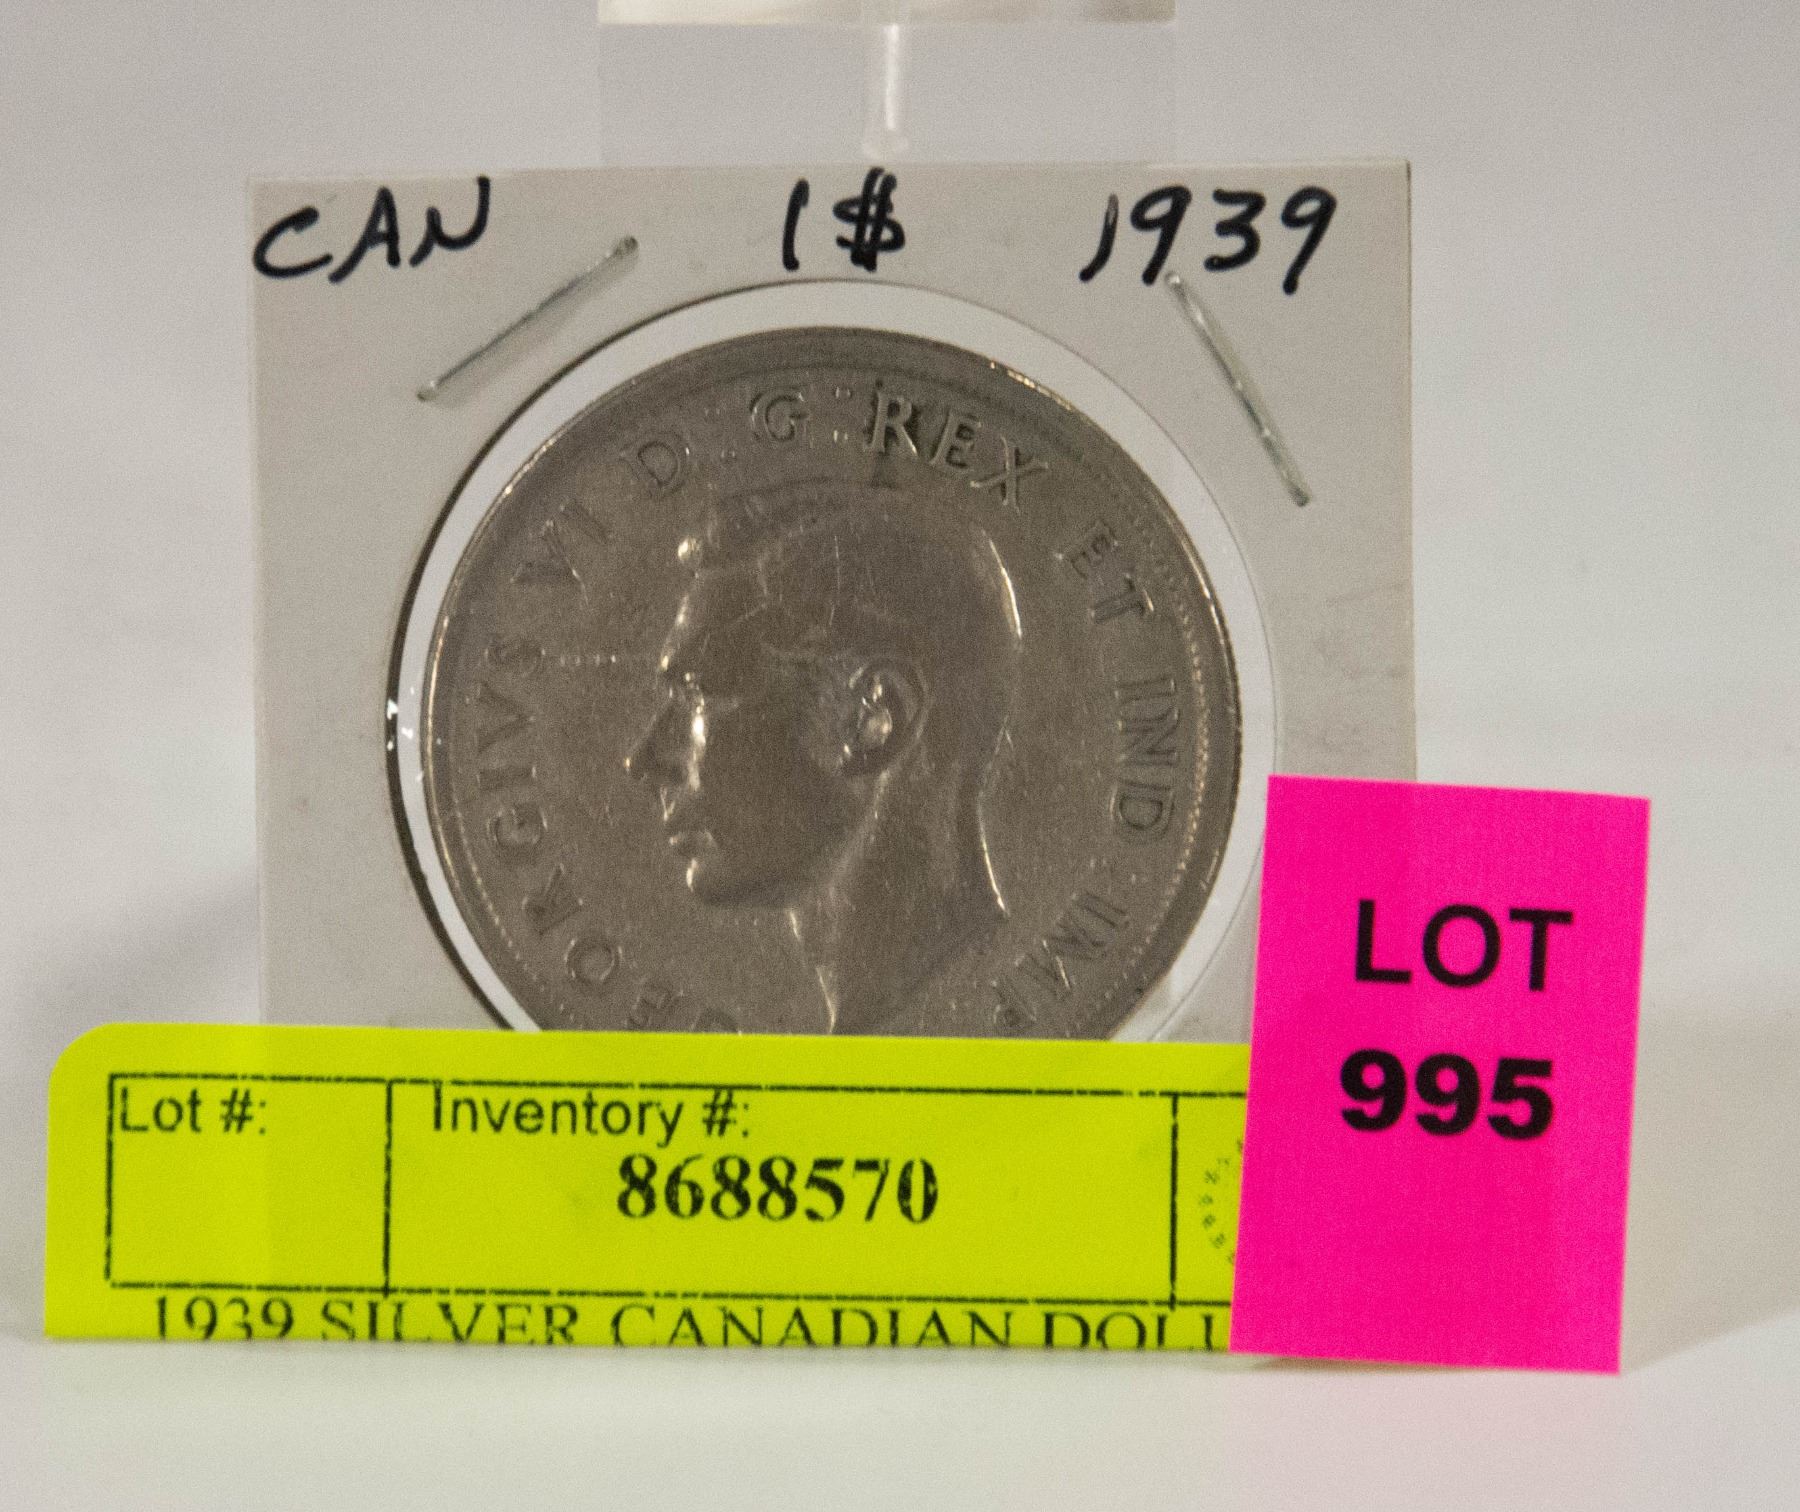 CAN 1$ 1939
GEORGIVS VI D : G : REX ET IND : IMP
LOT
995
Lot #: Inventory #:
8688570
1939 SILVER CANADIAN DOLL